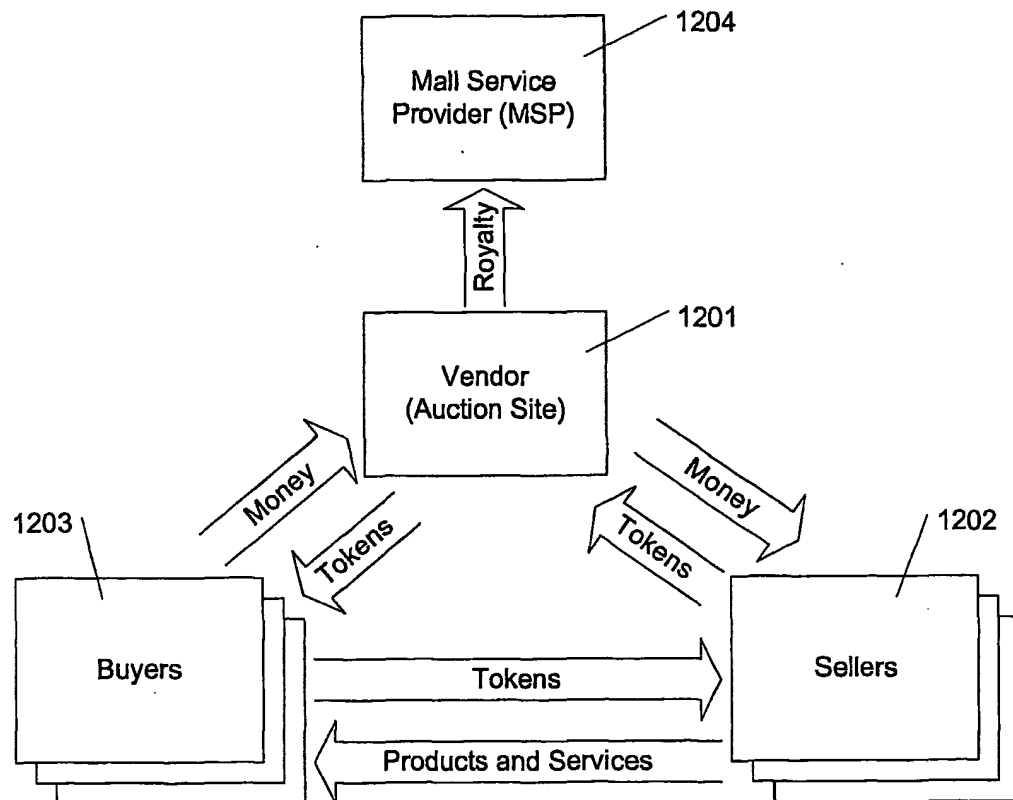 1204
Mall Service
Provider (MSP)
Royalty
1201
Vendor
(Auction Site)
Money
Tokens
Money
Tokens
1203
1202
Buyers
Tokens
Sellers
Products and Services